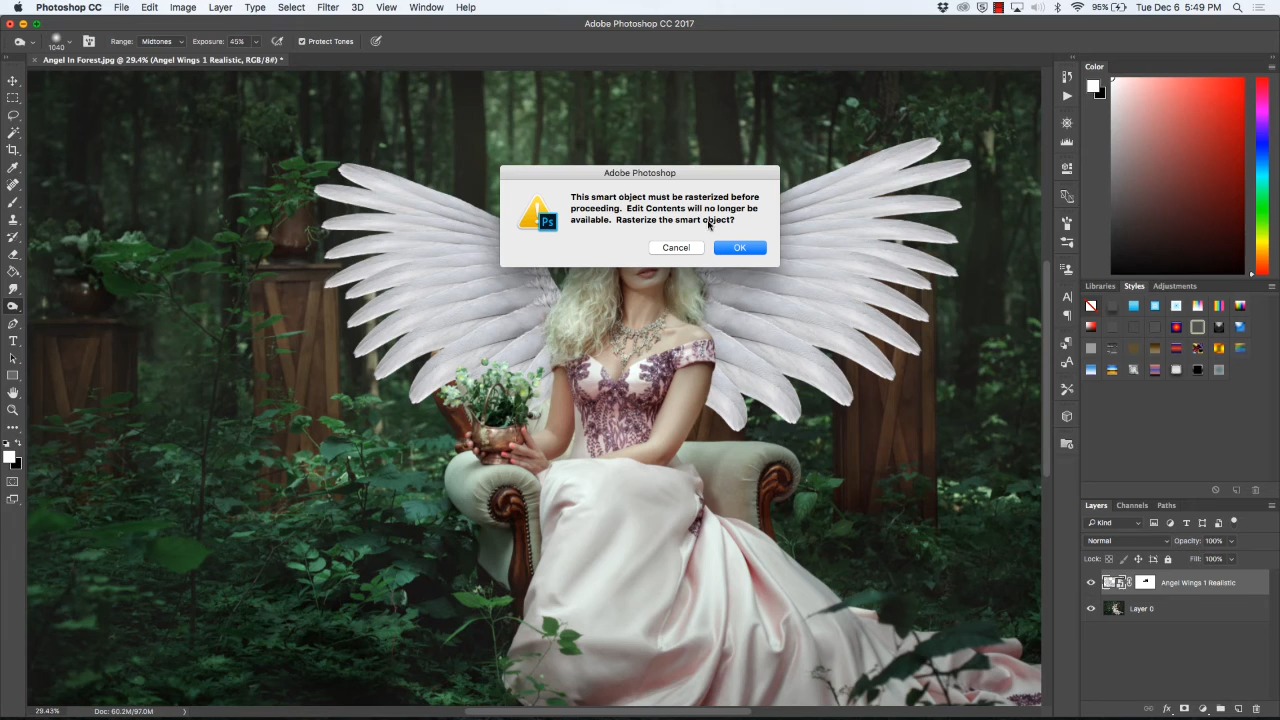 Photoshop CC File Edit Image Layer Type Select Filter 3D View Window Help 95% Tue Dec 6 5:49 PM
Adobe Photoshop CC 2017
1040 Range: Midtones Exposure: 45% Protect Tones
Angel In Forest.jpg @ 29.4% (Angel Wings 1 Realistic, RGB/8#) *
Color
Adobe Photoshop
This smart object must be rasterized before
proceeding. Edit Contents will no longer be
available. Rasterize the smart object?
Ps
Cancel OK
Libraries Styles Adjustments
Layers Channels Paths
Kind
Normal Opacity: 100%
Lock: Fill: 100%
Angel Wings 1 Realistic
Layer 0
29.43% Doc: 60.2M/97.0M
fx